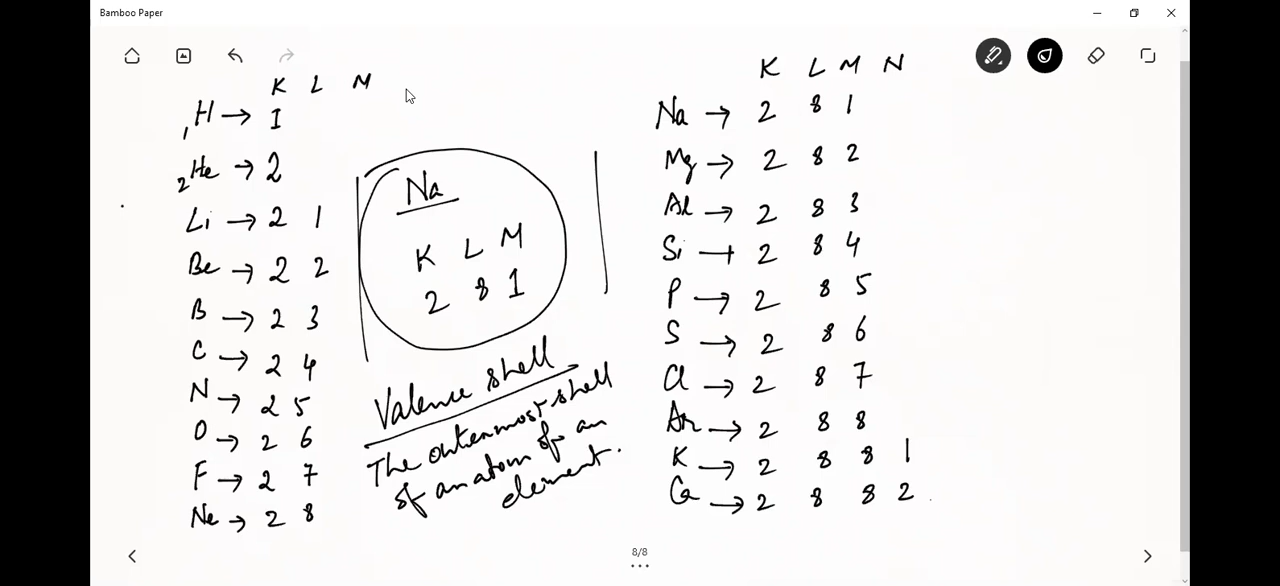 Bamboo Paper
K L M
₁H → 1
₂He → 2
Li → 2 1
Be → 2 2
B → 2 3
C → 2 4
N → 2 5
O → 2 6
F → 2 7
Ne → 2 8
Na
K L M
2 8 1
Valence shell
The outermost shell
of an atom of an
element.
K L M N
Na → 2 8 1
Mg → 2 8 2
Al → 2 8 3
Si → 2 8 4
P → 2 8 5
S → 2 8 6
Cl → 2 8 7
Ar → 2 8 8
K → 2 8 8 1
Ca → 2 8 8 2
8/8